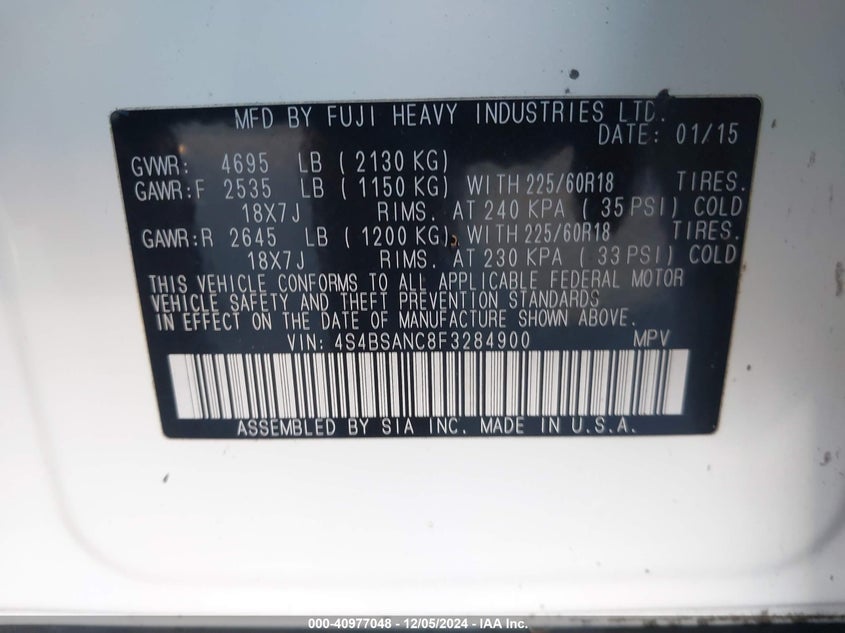 MFD BY FUJI HEAVY INDUSTRIES LTD.
DATE: 01/15
GVWR: 4695 LB ( 2130 KG)
GAWR:F 2535 LB ( 1150 KG) WITH 225/60R18 TIRES.
18X7J RIMS. AT 240 KPA ( 35 PSI) COLD
GAWR:R 2645 LB ( 1200 KG) WITH 225/60R18 TIRES.
18X7J RIMS. AT 230 KPA ( 33 PSI) COLD
THIS VEHICLE CONFORMS TO ALL APPLICABLE FEDERAL MOTOR
VEHICLE SAFETY AND THEFT PREVENTION STANDARDS
IN EFFECT ON THE DATE OF MANUFACTURE SHOWN ABOVE.
VIN: 4S4BSANC8F3284900 MPV
ASSEMBLED BY SIA INC. MADE IN U.S.A.
000-40977048 - 12/05/2024 - IAA Inc.